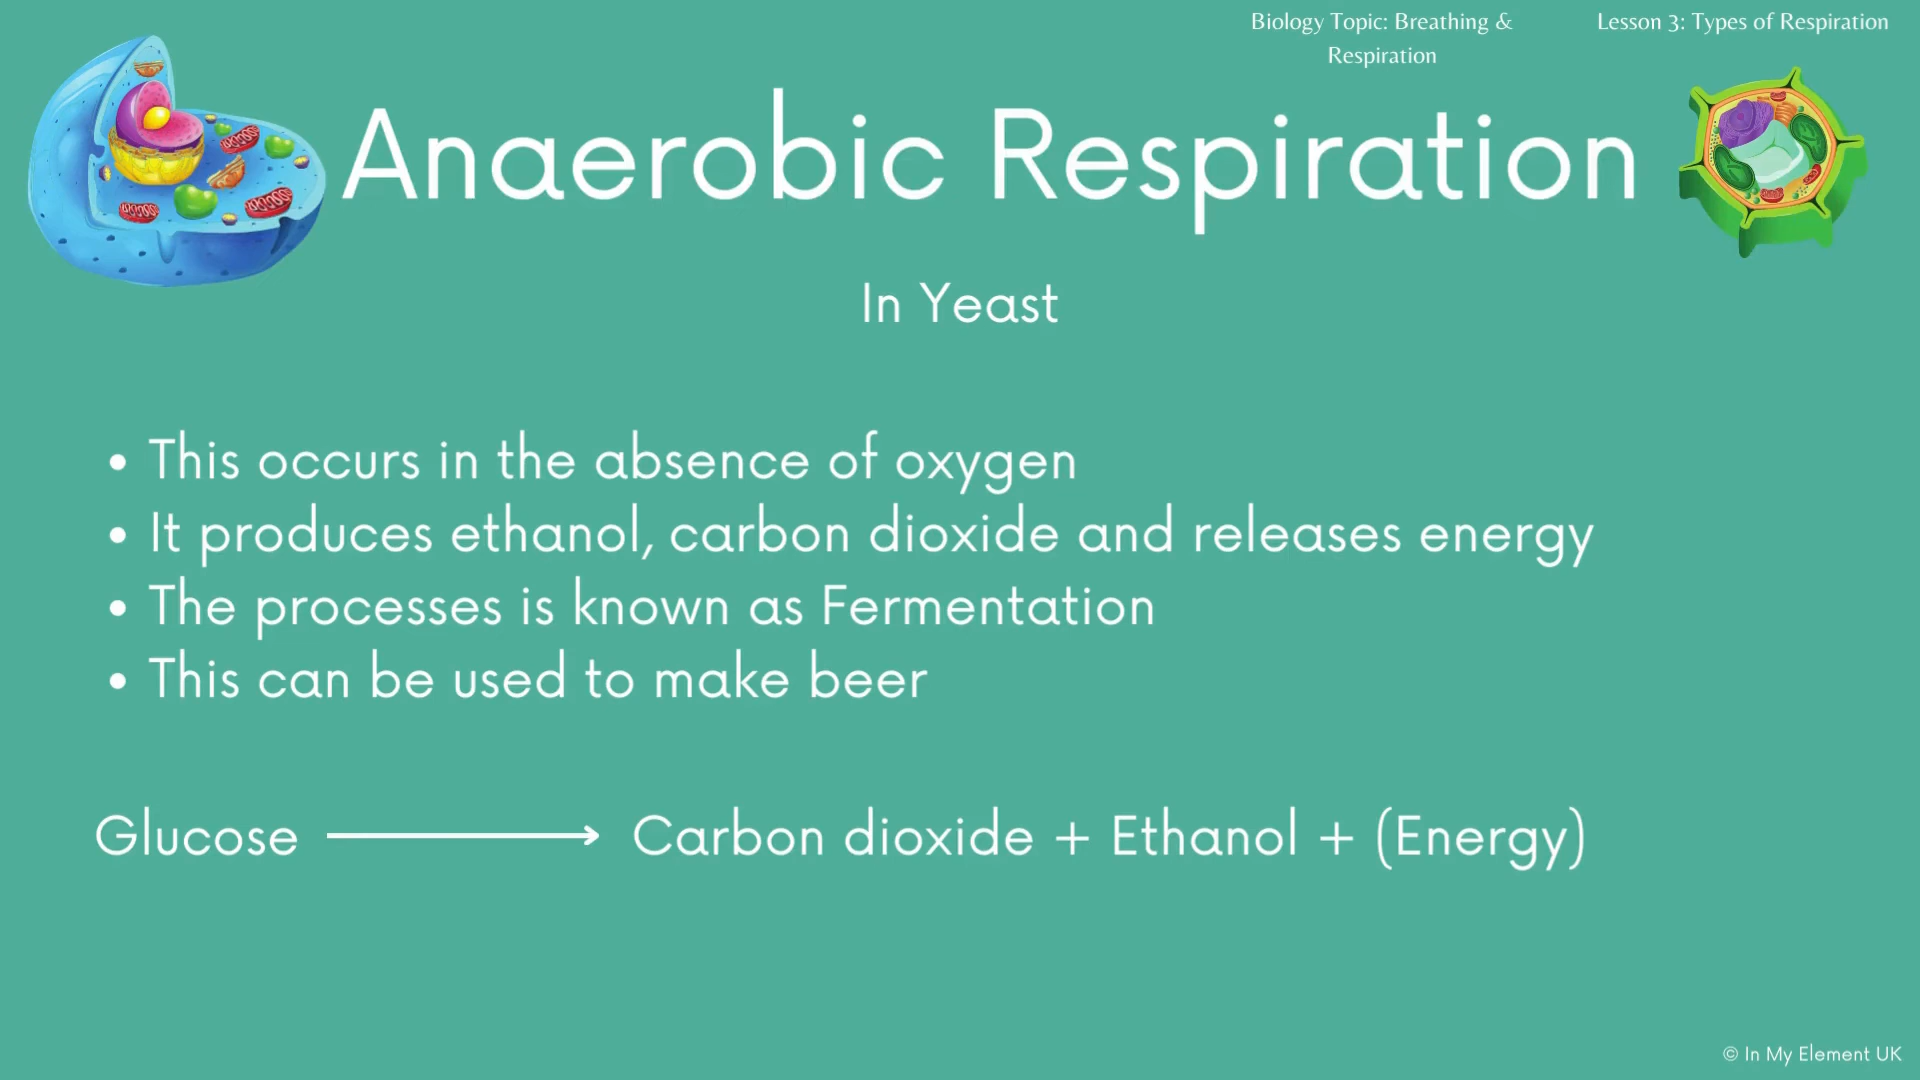 Biology Topic: Breathing &
Respiration
Lesson 3: Types of Respiration
Anaerobic Respiration
In Yeast
• This occurs in the absence of oxygen
• It produces ethanol, carbon dioxide and releases energy
• The processes is known as Fermentation
• This can be used to make beer
Glucose ⟶ Carbon dioxide + Ethanol + (Energy)
© In My Element UK